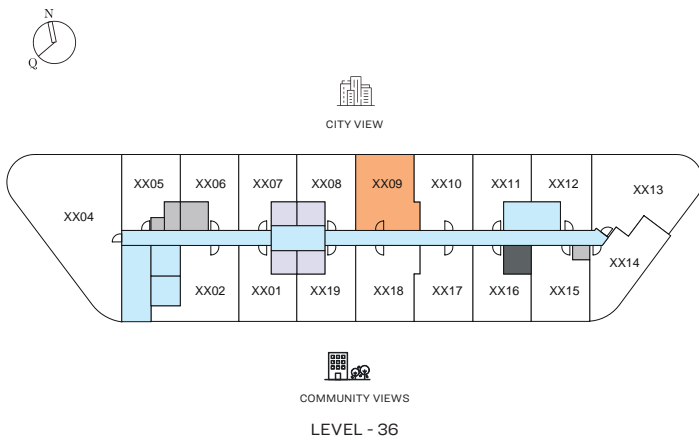 N
Q
CITY VIEW
XX05 XX06 XX07 XX08 XX09 XX10 XX11 XX12
XX13
XX04
XX14
XX02 XX01 XX19 XX18 XX17 XX16 XX15
COMMUNITY VIEWS
LEVEL - 36